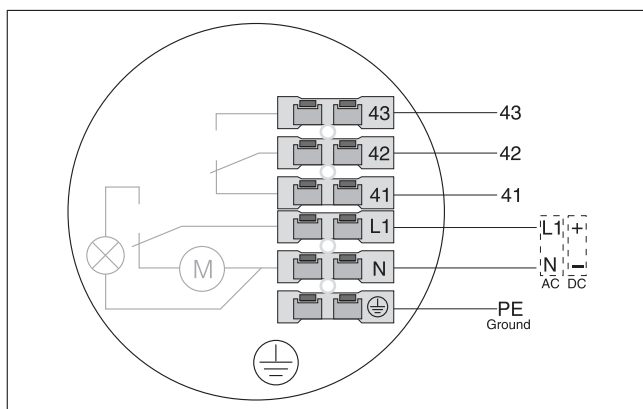 43 43
42 42
41 41
L1 L1 +
M N N –
AC DC
PE
Ground